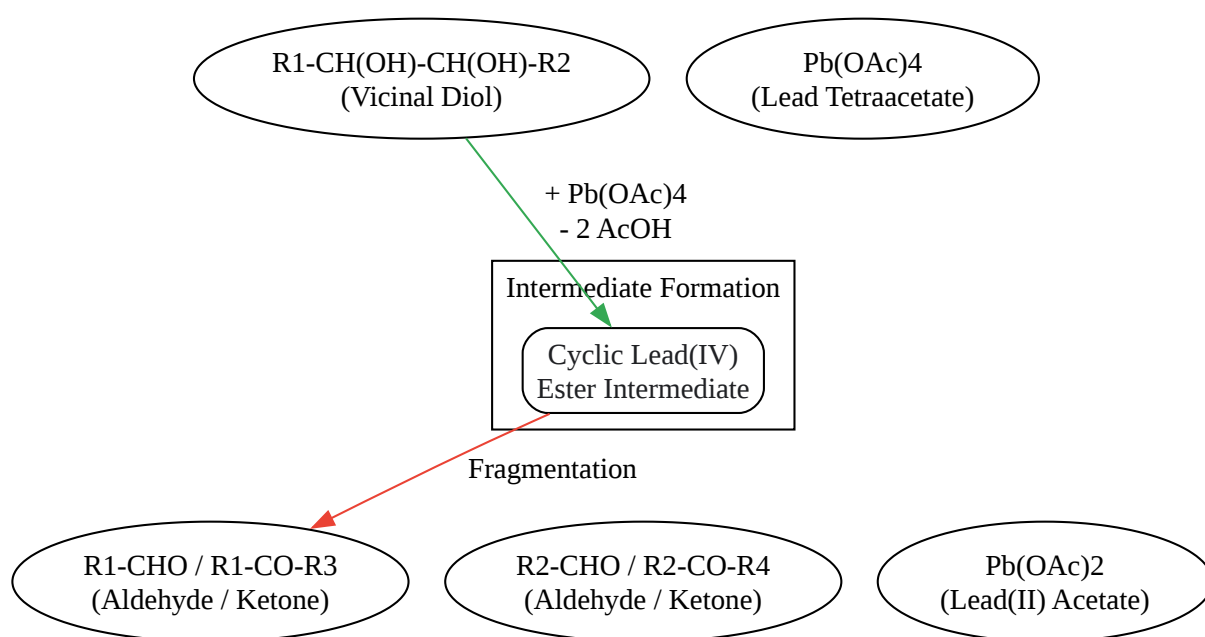 R1-CH(OH)-CH(OH)-R2
(Vicinal Diol)
Pb(OAc)4
(Lead Tetraacetate)
+ Pb(OAc)4
- 2 AcOH
Intermediate Formation
Cyclic Lead(IV)
Ester Intermediate
Fragmentation
R1-CHO / R1-CO-R3
(Aldehyde / Ketone)
R2-CHO / R2-CO-R4
(Aldehyde / Ketone)
Pb(OAc)2
(Lead(II) Acetate)